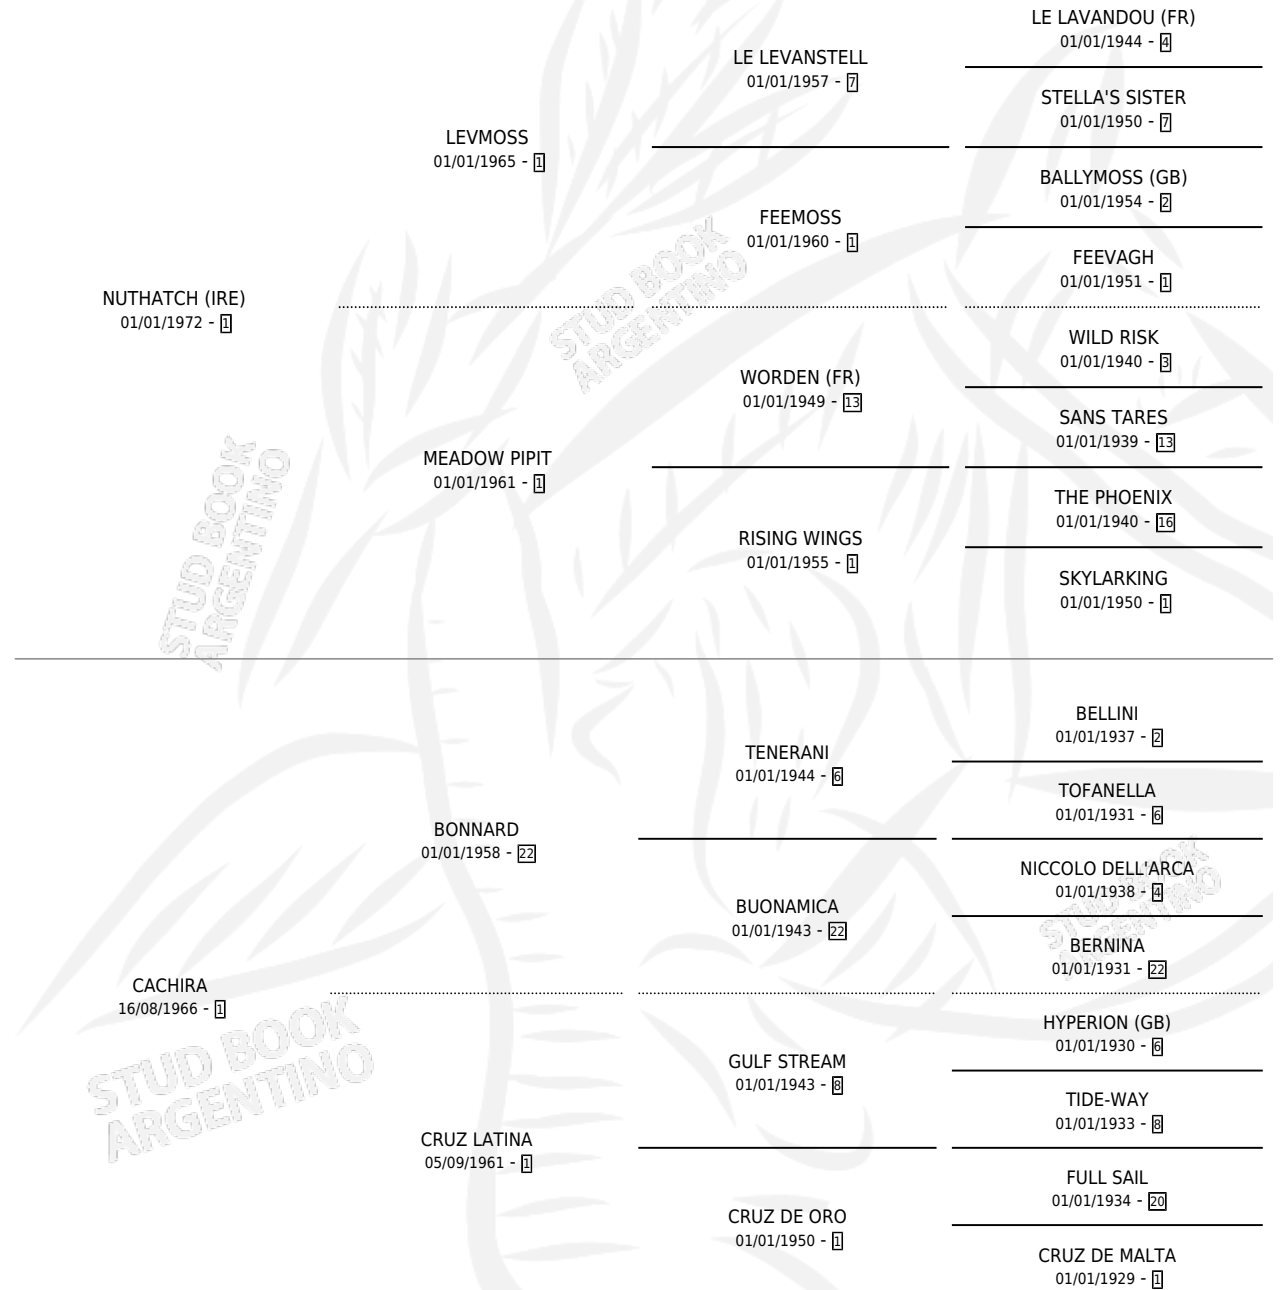 LE LAVANDOU (FR)
01/01/1944 - 4
LE LEVANSTELL
01/01/1957 - 7
STELLA'S SISTER
01/01/1950 - 7
LEVMOSS
01/01/1965 - 1
BALLYMOSS (GB)
01/01/1954 - 2
FEEMOSS
01/01/1960 - 1
FEEVAGH
01/01/1951 - 1
NUTHATCH (IRE)
01/01/1972 - 1
WILD RISK
01/01/1940 - 3
WORDEN (FR)
01/01/1949 - 13
SANS TARES
01/01/1939 - 13
MEADOW PIPIT
01/01/1961 - 1
THE PHOENIX
01/01/1940 - 16
RISING WINGS
01/01/1955 - 1
SKYLARKING
01/01/1950 - 1
STUD BOOK
ARGENTINO
STUD BOOK
ARGENTINO
BELLINI
01/01/1937 - 2
TENERANI
01/01/1944 - 6
TOFANELLA
01/01/1931 - 6
BONNARD
01/01/1958 - 22
NICCOLO DELL'ARCA
01/01/1938 - 4
BUONAMICA
01/01/1943 - 22
BERNINA
01/01/1931 - 22
STUD BOOK
ARGENTINO
CACHIRA
16/08/1966 - 1
HYPERION (GB)
01/01/1930 - 6
GULF STREAM
01/01/1943 - 8
TIDE-WAY
01/01/1933 - 8
STUD BOOK
ARGENTINO
CRUZ LATINA
05/09/1961 - 1
FULL SAIL
01/01/1934 - 20
CRUZ DE ORO
01/01/1950 - 1
CRUZ DE MALTA
01/01/1929 - 1